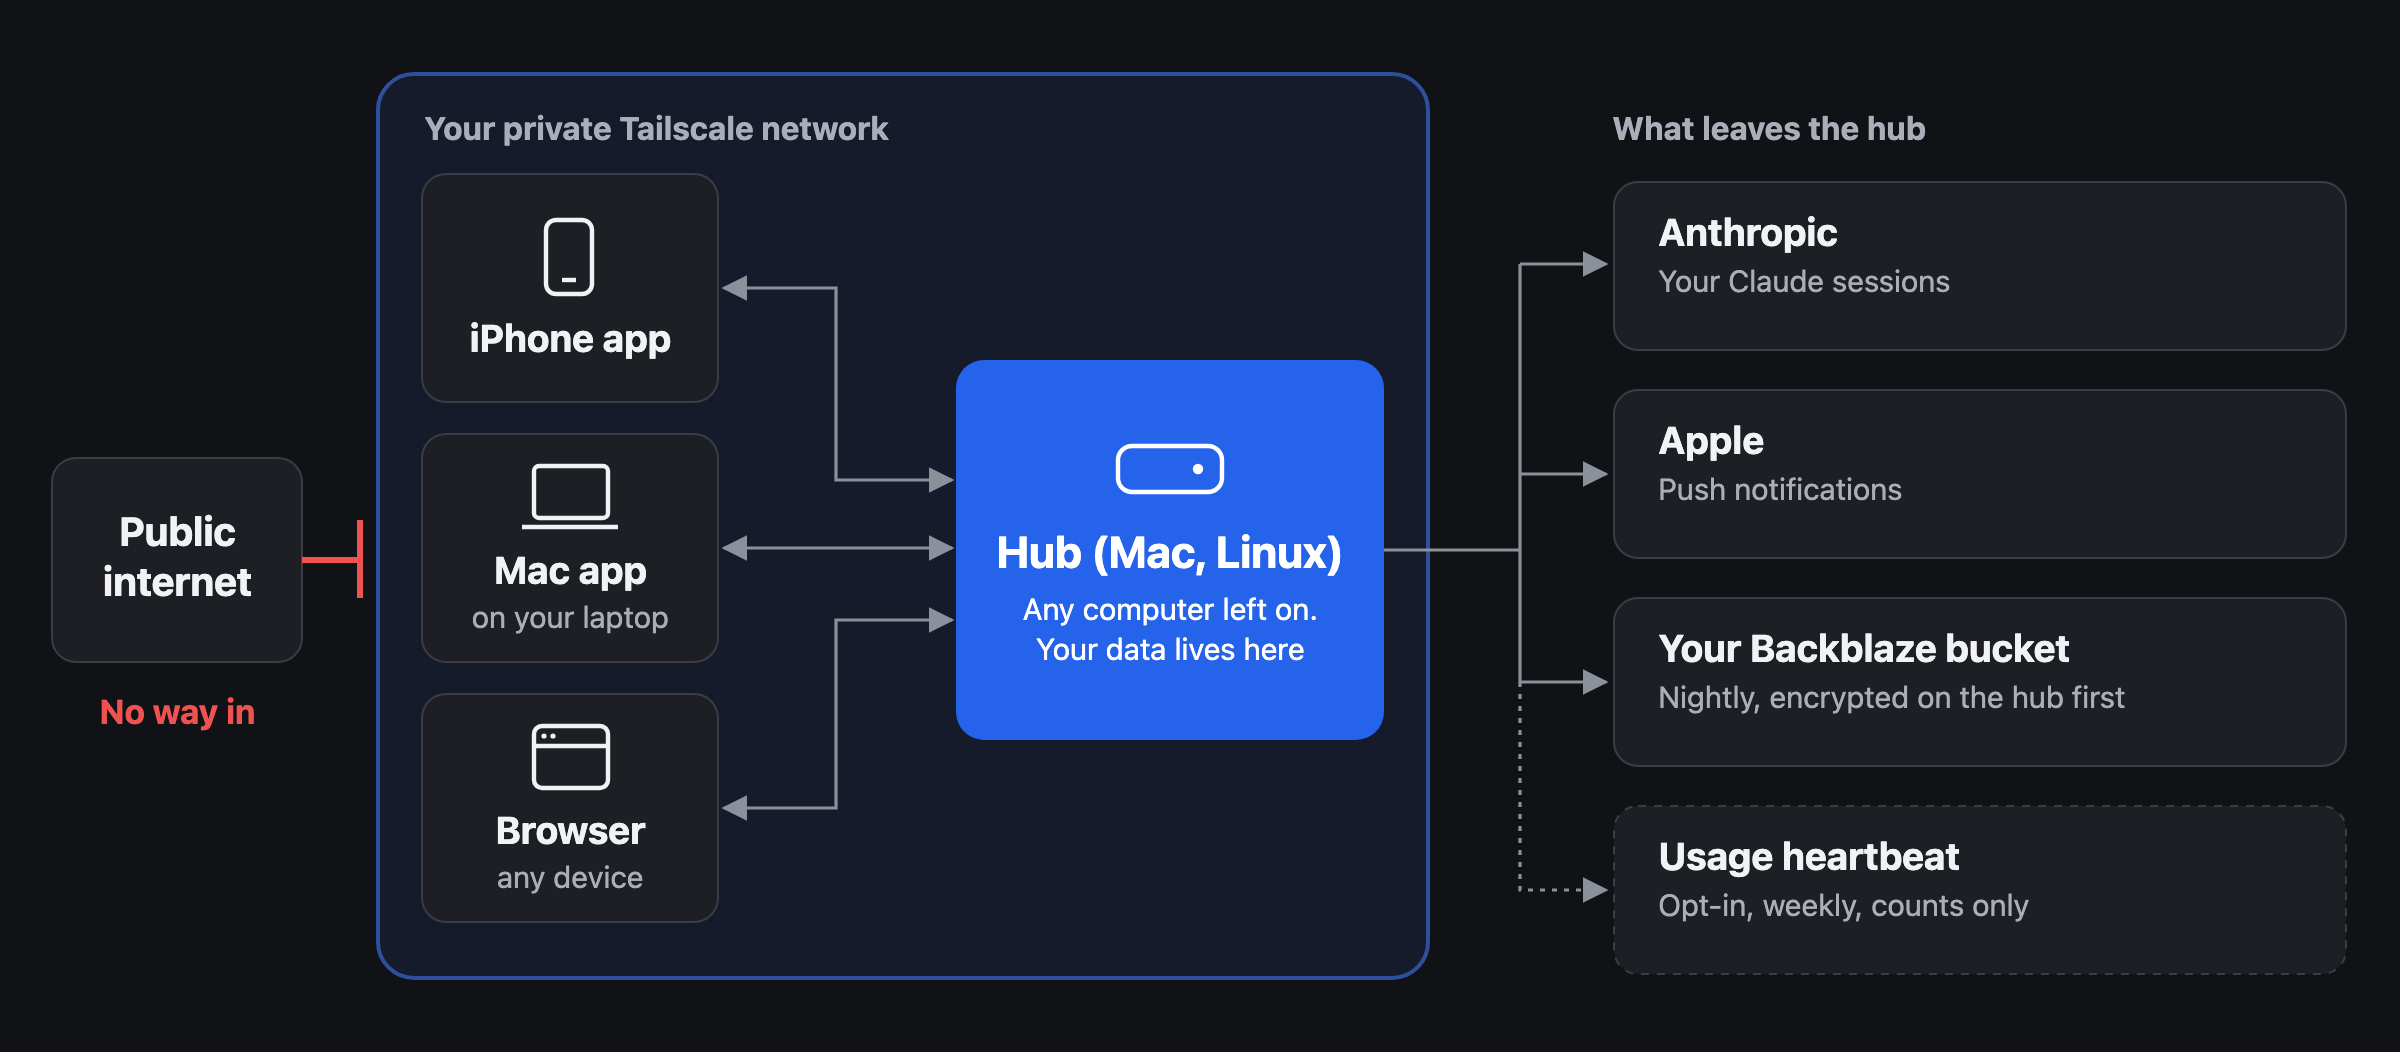 Your private Tailscale network
What leaves the hub
iPhone app
Mac app
on your laptop
Browser
any device
Public
internet
No way in
Hub (Mac, Linux)
Any computer left on.
Your data lives here
Anthropic
Your Claude sessions
Apple
Push notifications
Your Backblaze bucket
Nightly, encrypted on the hub first
Usage heartbeat
Opt-in, weekly, counts only